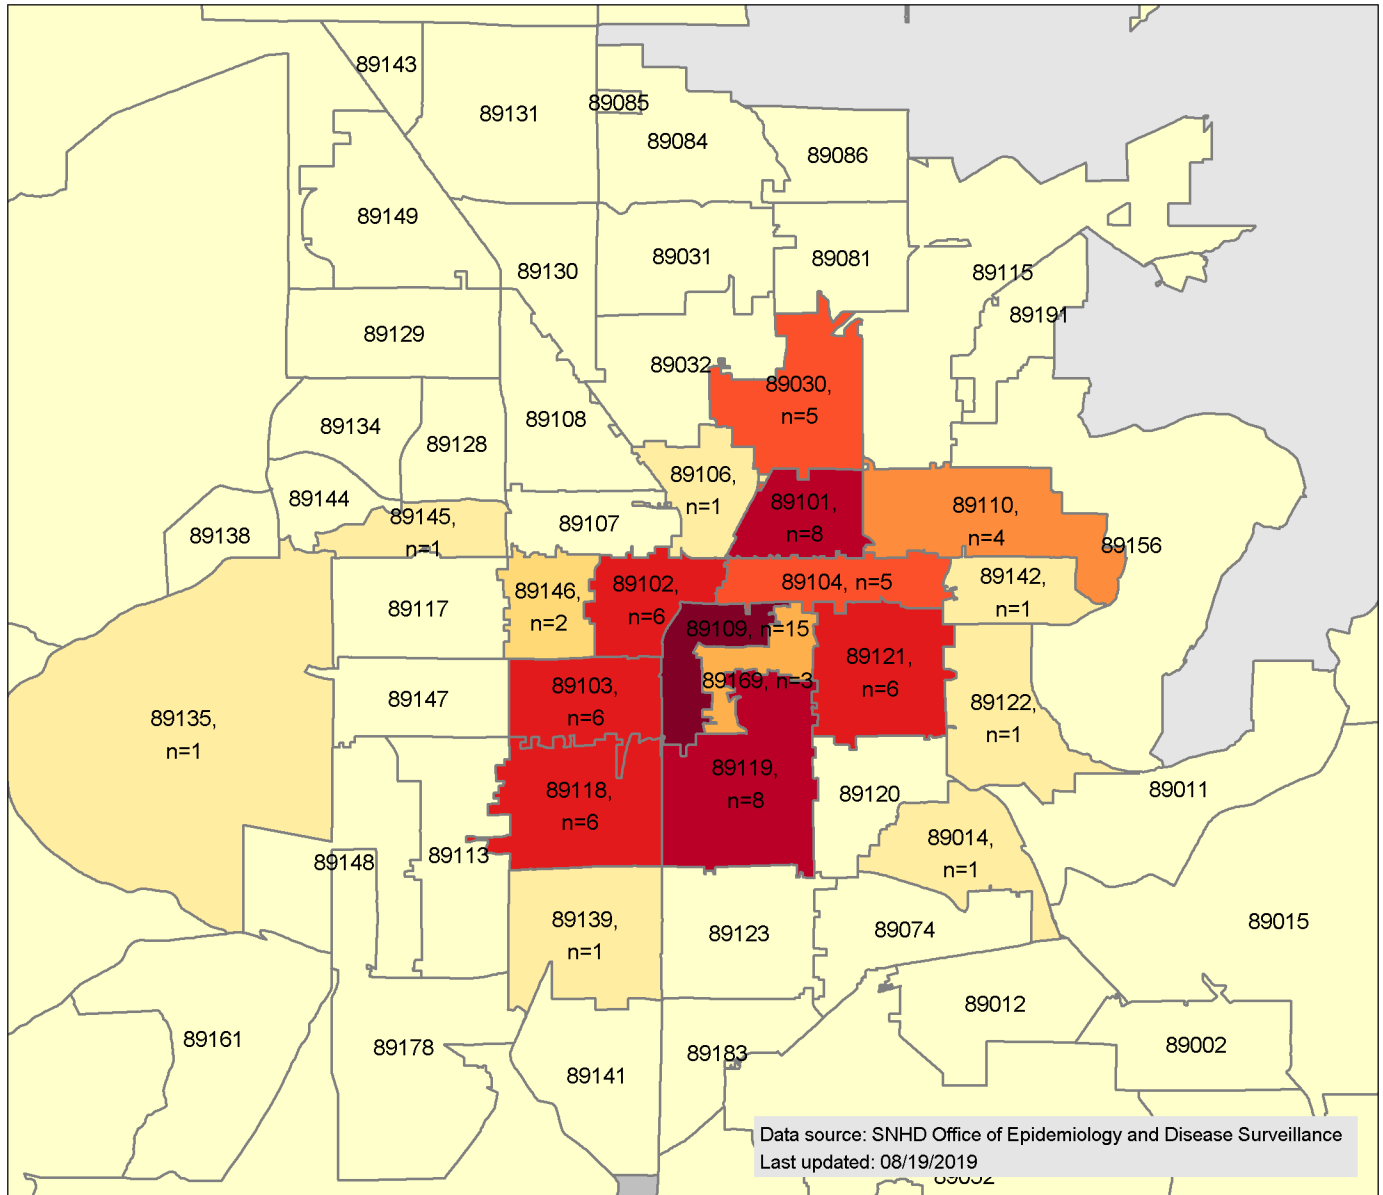 89143
89085
89131
89084
89086
89149
89031
89081
89130
89115
89191
89129
89032
89030,
n=5
89108
89134
89128
89106,
n=1
89144
89101,
n=8
89110,
n=4
89145,
n=1
89107
89138
89156
89146,
n=2
89102,
n=6
89104, n=5
89142,
n=1
89117
89109, n=15
89121,
n=6
89169, n=3
89103,
n=6
89147
89122,
n=1
89135,
n=1
89119,
n=8
89118,
n=6
89120
89011
89014,
n=1
89148
89113
89139,
n=1
89123
89074
89015
89012
89161
89178
89183
89002
89141
Data source: SNHD Office of Epidemiology and Disease Surveillance
Last updated: 08/19/2019